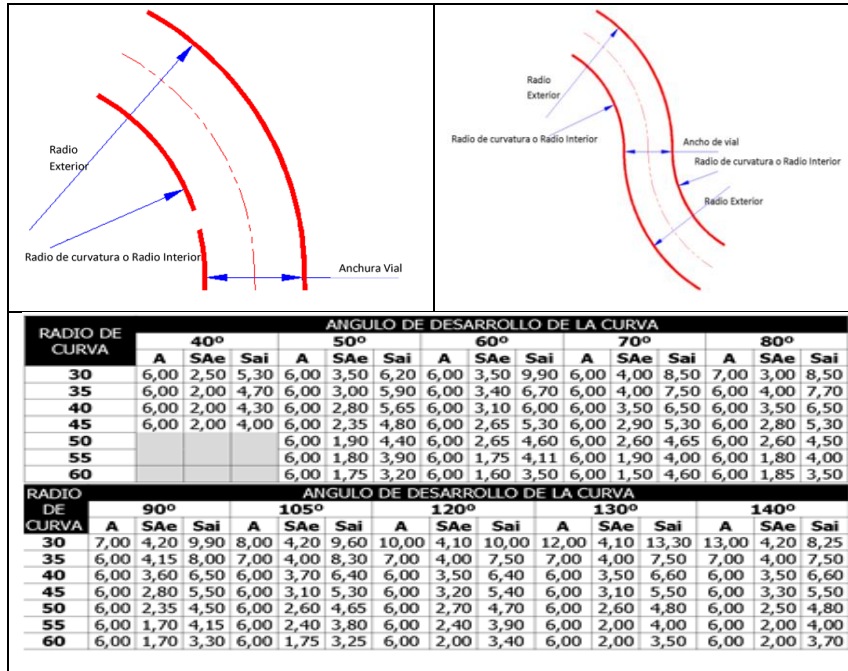 Radio
Exterior
Radio de curvatura o Radio Interior
Anchura Vial
Radio
Exterior
Radio de curvatura o Radio Interior
Ancho de vial
Radio de curvatura o Radio Interior
Radio Exterior
RADIO DE CURVA ANGULO DE DESARROLLO DE LA CURVA
40º 50º 60º 70º 80º
A SAe Sai A SAe Sai A SAe Sai A SAe Sai A SAe Sai
30 6,00 2,50 5,30 6,00 3,50 6,20 6,00 3,50 9,90 6,00 4,00 8,50 7,00 3,00 8,50
35 6,00 2,00 4,70 6,00 3,00 5,90 6,00 3,40 6,70 6,00 4,00 7,50 6,00 4,00 7,70
40 6,00 2,00 4,30 6,00 2,80 5,65 6,00 3,10 6,00 6,00 3,50 6,50 6,00 3,50 6,50
45 6,00 2,00 4,00 6,00 2,35 4,80 6,00 2,65 5,30 6,00 2,90 5,30 6,00 2,80 5,30
50 6,00 1,90 4,40 6,00 2,65 4,60 6,00 2,60 4,65 6,00 2,60 4,50
55 6,00 1,80 3,90 6,00 1,75 4,11 6,00 1,90 4,00 6,00 1,80 4,00
60 6,00 1,75 3,20 6,00 1,60 3,50 6,00 1,50 4,60 6,00 1,85 3,50
RADIO DE CURVA ANGULO DE DESARROLLO DE LA CURVA
90º 105º 120º 130º 140º
A SAe Sai A SAe Sai A SAe Sai A SAe Sai A SAe Sai
30 7,00 4,20 9,90 8,00 4,20 9,60 10,00 4,10 10,00 12,00 4,10 13,30 13,00 4,20 8,25
35 6,00 4,15 8,00 7,00 4,00 8,30 7,00 4,00 7,50 7,00 4,00 7,50 7,00 4,00 7,50
40 6,00 3,60 6,50 6,00 3,70 6,40 6,00 3,50 6,40 6,00 3,50 6,60 6,00 3,50 6,60
45 6,00 2,80 5,50 6,00 3,10 5,30 6,00 3,20 5,40 6,00 3,10 5,50 6,00 3,30 5,50
50 6,00 2,35 4,50 6,00 2,60 4,65 6,00 2,70 4,70 6,00 2,60 4,80 6,00 2,50 4,80
55 6,00 1,70 4,15 6,00 2,40 3,80 6,00 2,40 3,90 6,00 2,00 4,00 6,00 2,00 4,00
60 6,00 1,70 3,30 6,00 1,75 3,25 6,00 2,00 3,40 6,00 2,00 3,50 6,00 2,00 3,70